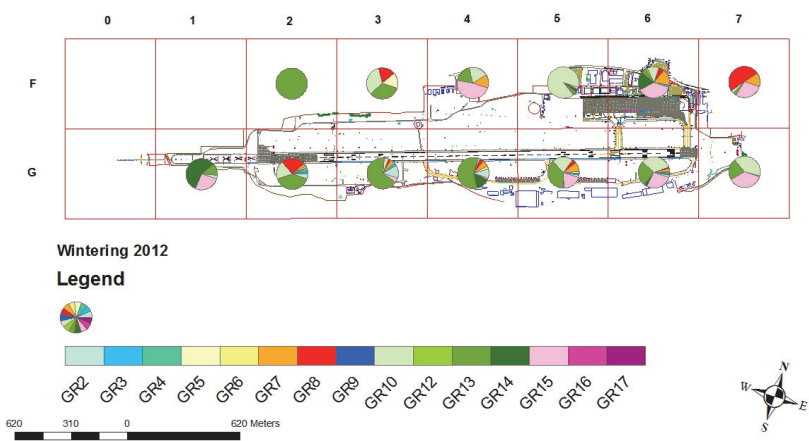 0 1 2 3 4 5 6 7
F
G
Wintering 2012
Legend
GR2 GR3 GR4 GR5 GR6 GR7 GR8 GR9 GR10 GR12 GR13 GR14 GR15 GR16 GR17
620 310 0 620 Meters
N
W E
S